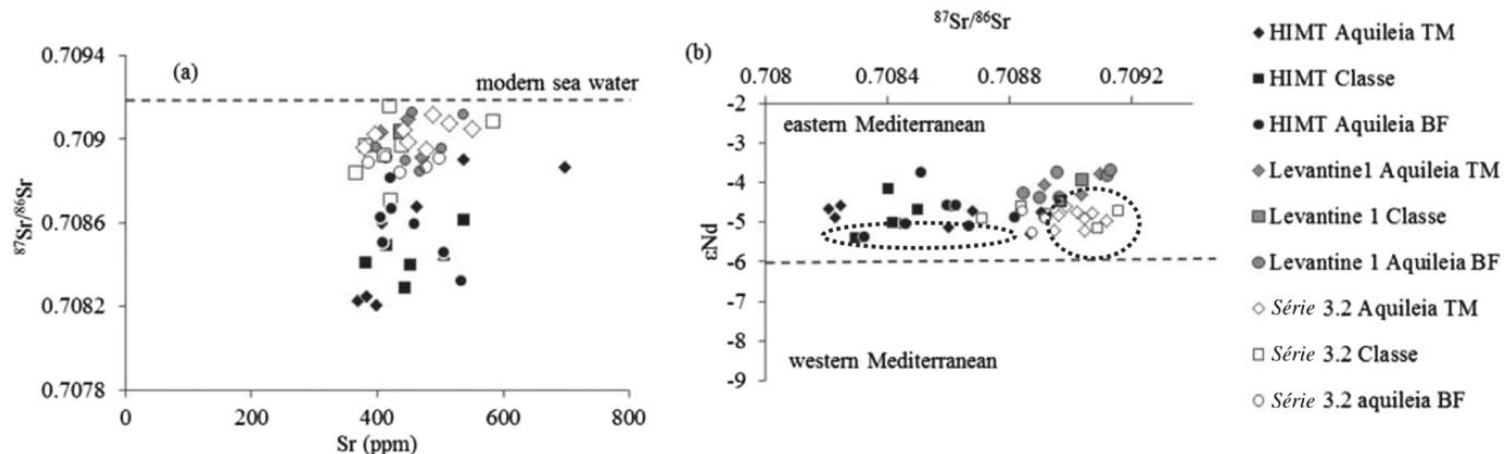 (a)
0.7094
0.709
0.7086
0.7082
0.7078
⁸⁷Sr/⁸⁶Sr
modern sea water
0
200
400
600
800
Sr (ppm)
⁸⁷Sr/⁸⁶Sr
(b)
0.708
0.7084
0.7088
0.7092
-2
-3
-4
-5
-6
-7
-8
-9
εNd
eastern Mediterranean
western Mediterranean
HIMT Aquileia TM
HIMT Classe
HIMT Aquileia BF
Levantine1 Aquileia TM
Levantine 1 Classe
Levantine 1 Aquileia BF
Série 3.2 Aquileia TM
Série 3.2 Classe
Série 3.2 aquileia BF